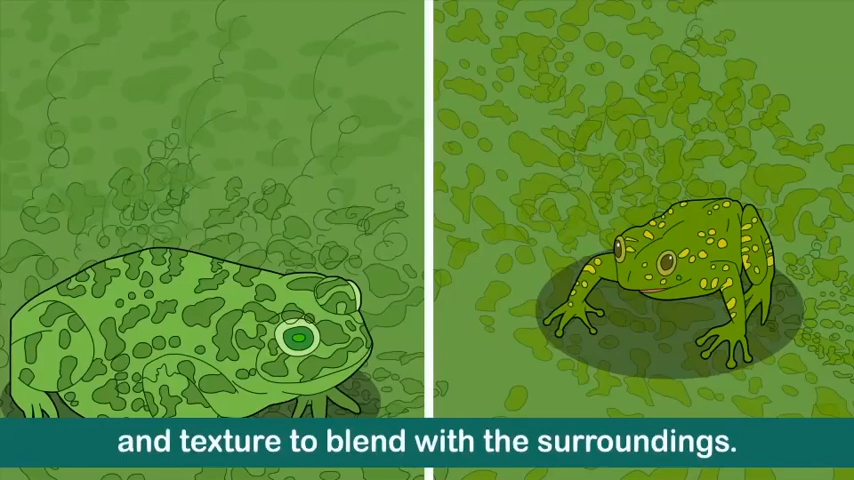 and texture to blend with the surroundings.